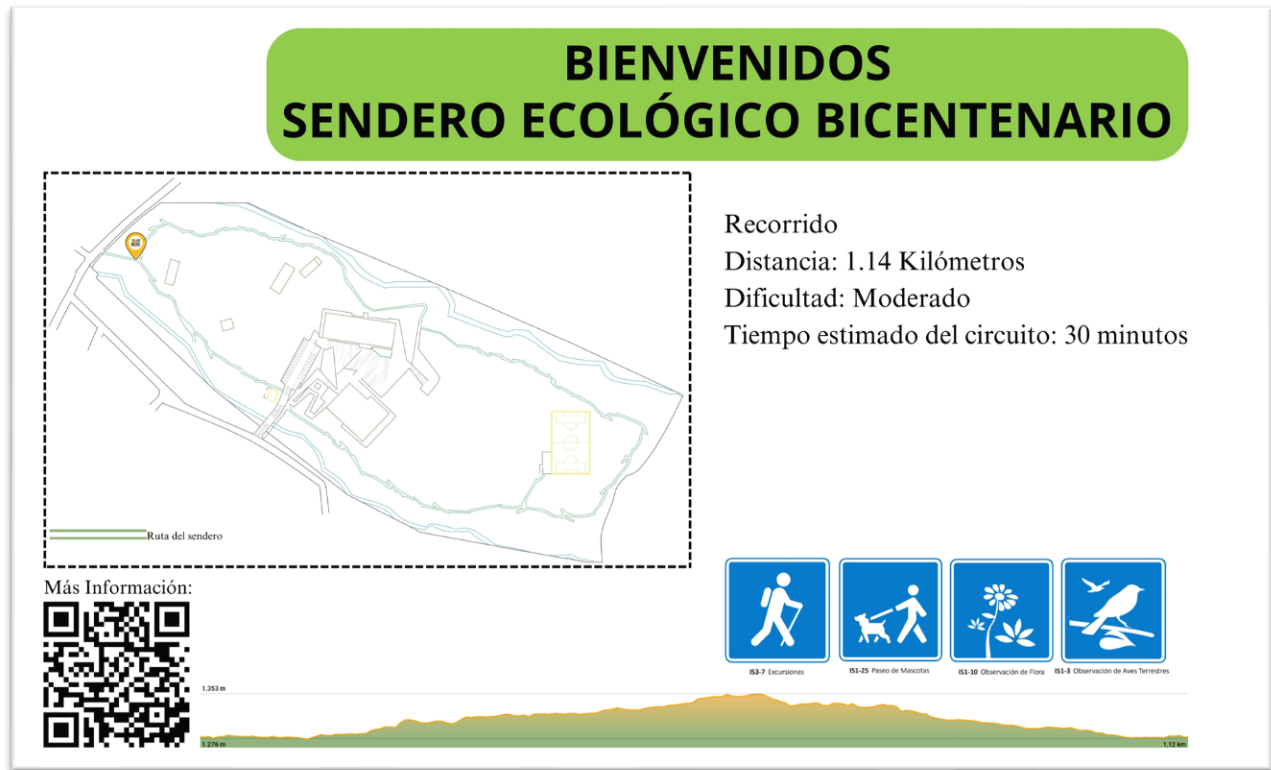 BIENVENIDOS
SENDERO ECOLÓGICO BICENTENARIO
Recorrido
Distancia: 1.14 Kilómetros
Dificultad: Moderado
Tiempo estimado del circuito: 30 minutos
Ruta del sendero
Más Información:
IS3-7 Excursiones
IS1-25 Paseo de Mascotas
IS1-10 Observación de Flora
IS1-3 Observación de Aves Terrestres
1.353 m
1.276 m
1,12 km